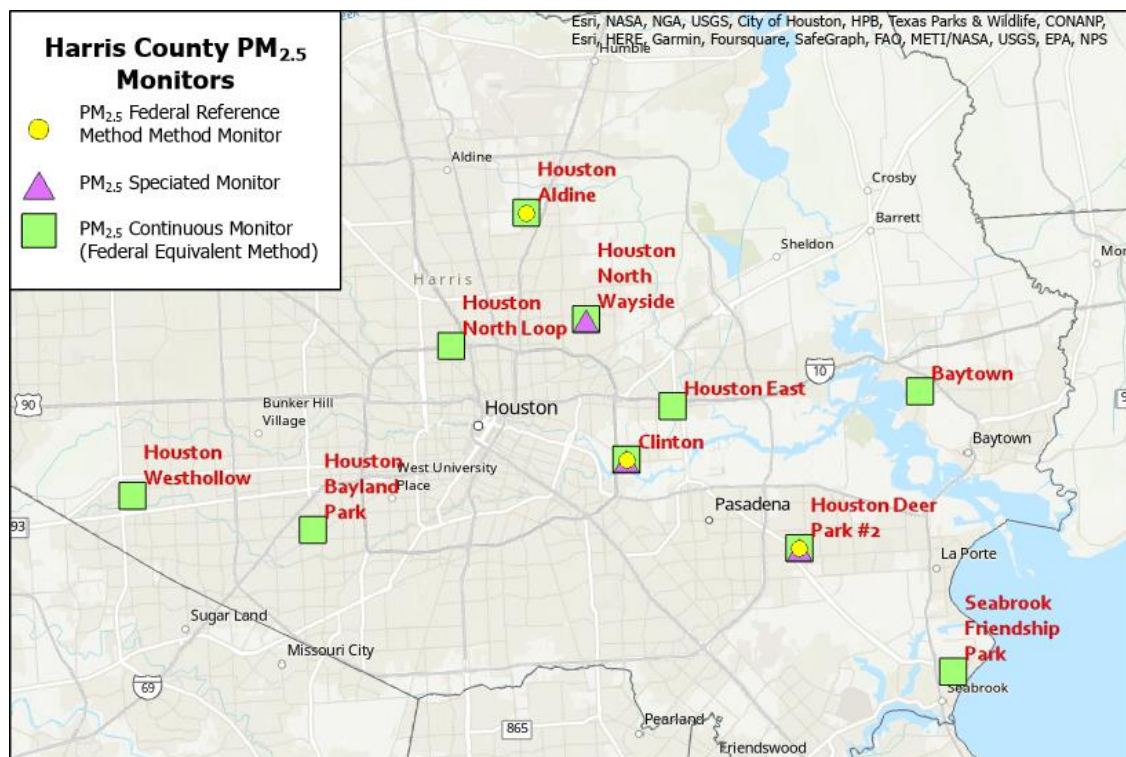 Esri, NASA, NGA, USGS, City of Houston, HPB, Texas Parks & Wildlife, CONANP,
Esri, HERE, Garmin, Foursquare, SafeGraph, FAO, METI/NASA, USGS, EPA, NPS
Harris County PM2.5
Monitors
PM2.5 Federal Reference
Method Method Monitor
PM2.5 Speciated Monitor
PM2.5 Continuous Monitor
(Federal Equivalent Method)
Humble
Aldine
Houston
Aldine
Crosby
Barrett
Sheldon
Houston
North
Wayside
Harris
Houston
North Loop
10
Baytown
Houston East
90
Bunker Hill
Village
Houston
Clinton
Baytown
Houston
Westhollow
Houston
Bayland
Park
West University
Place
Pasadena
Houston Deer
Park #2
93
La Porte
Seabrook
Friendship
Park
Sugar Land
Missouri City
69
Seabrook
865
Pearland
Friendswood